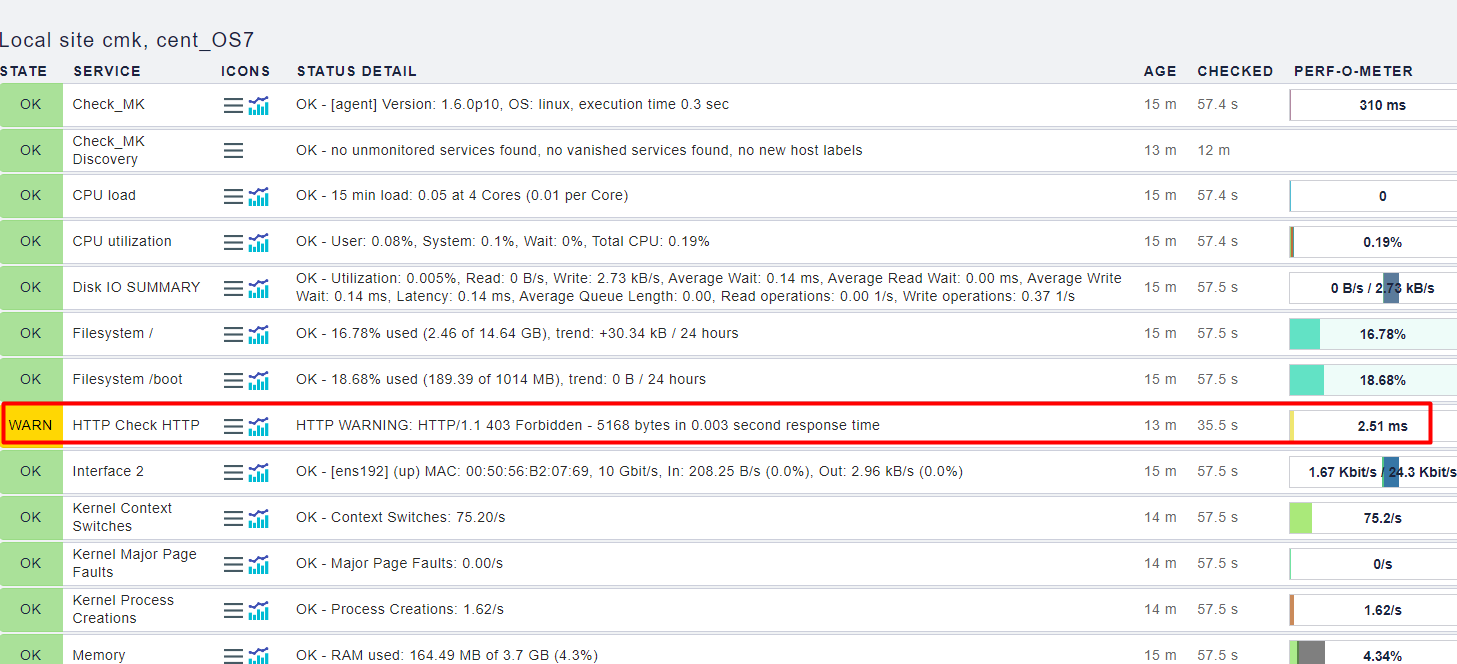 Local site cmk, cent_OS7
STATE SERVICE ICONS STATUS DETAIL AGE CHECKED PERF-O-METER
OK Check_MK OK - [agent] Version: 1.6.0p10, OS: linux, execution time 0.3 sec 15 m 57.4 s 310 ms
OK Check_MK Discovery OK - no unmonitored services found, no vanished services found, no new host labels 13 m 12 m
OK CPU load OK - 15 min load: 0.05 at 4 Cores (0.01 per Core) 15 m 57.4 s 0
OK CPU utilization OK - User: 0.08%, System: 0.1%, Wait: 0%, Total CPU: 0.19% 15 m 57.4 s 0.19%
OK Disk IO SUMMARY OK - Utilization: 0.005%, Read: 0 B/s, Write: 2.73 kB/s, Average Wait: 0.14 ms, Average Read Wait: 0.00 ms, Average Write
Wait: 0.14 ms, Latency: 0.14 ms, Average Queue Length: 0.00, Read operations: 0.00 1/s, Write operations: 0.37 1/s 15 m 57.5 s 0 B/s / 2.73 kB/s
OK Filesystem / OK - 16.78% used (2.46 of 14.64 GB), trend: +30.34 kB / 24 hours 15 m 57.5 s 16.78%
OK Filesystem /boot OK - 18.68% used (189.39 of 1014 MB), trend: 0 B / 24 hours 15 m 57.5 s 18.68%
WARN HTTP Check HTTP HTTP WARNING: HTTP/1.1 403 Forbidden - 5168 bytes in 0.003 second response time 13 m 35.5 s 2.51 ms
OK Interface 2 OK - [ens192] (up) MAC: 00:50:56:B2:07:69, 10 Gbit/s, In: 208.25 B/s (0.0%), Out: 2.96 kB/s (0.0%) 15 m 57.5 s 1.67 Kbit/s / 24.3 Kbit/s
OK Kernel Context Switches OK - Context Switches: 75.20/s 14 m 57.5 s 75.2/s
OK Kernel Major Page Faults OK - Major Page Faults: 0.00/s 14 m 57.5 s 0/s
OK Kernel Process Creations OK - Process Creations: 1.62/s 14 m 57.5 s 1.62/s
OK Memory OK - RAM used: 164.49 MB of 3.7 GB (4.3%) 15 m 57.5 s 4.34%